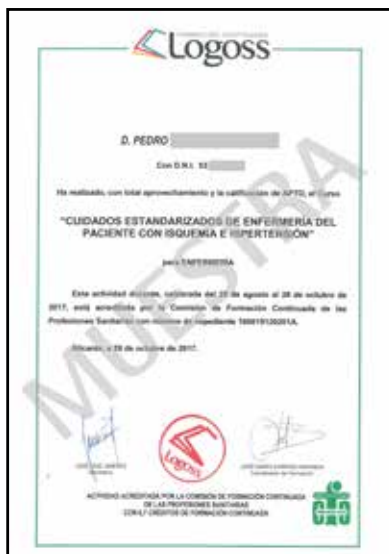 FORMACIÓN CONTINUADA
Logoss
D. PEDRO
Con D.N.I. 53
Ha realizado, con total aprovechamiento y la calificación de APTO, el Curso
"CUIDADOS ESTANDARIZADOS DE ENFERMERÍA DEL
PACIENTE CON ISQUEMIA E HIPERTENSIÓN"
para ENFERMERÍA
Esta actividad docente, celebrada del de agosto al 28 de octubre de
2017, está acreditada por la Comisión de Formación Continuada de las
Profesiones Sanitarias con número de expediente
Alicante, a de octubre de 2017.
MUESTRA
Logoss
ACTIVIDAD ACREDITADA POR LA COMISIÓN DE FORMACIÓN CONTINUADA
DE LAS PROFESIONES SANITARIAS
CON CRÉDITOS DE FORMACIÓN CONTINUADA